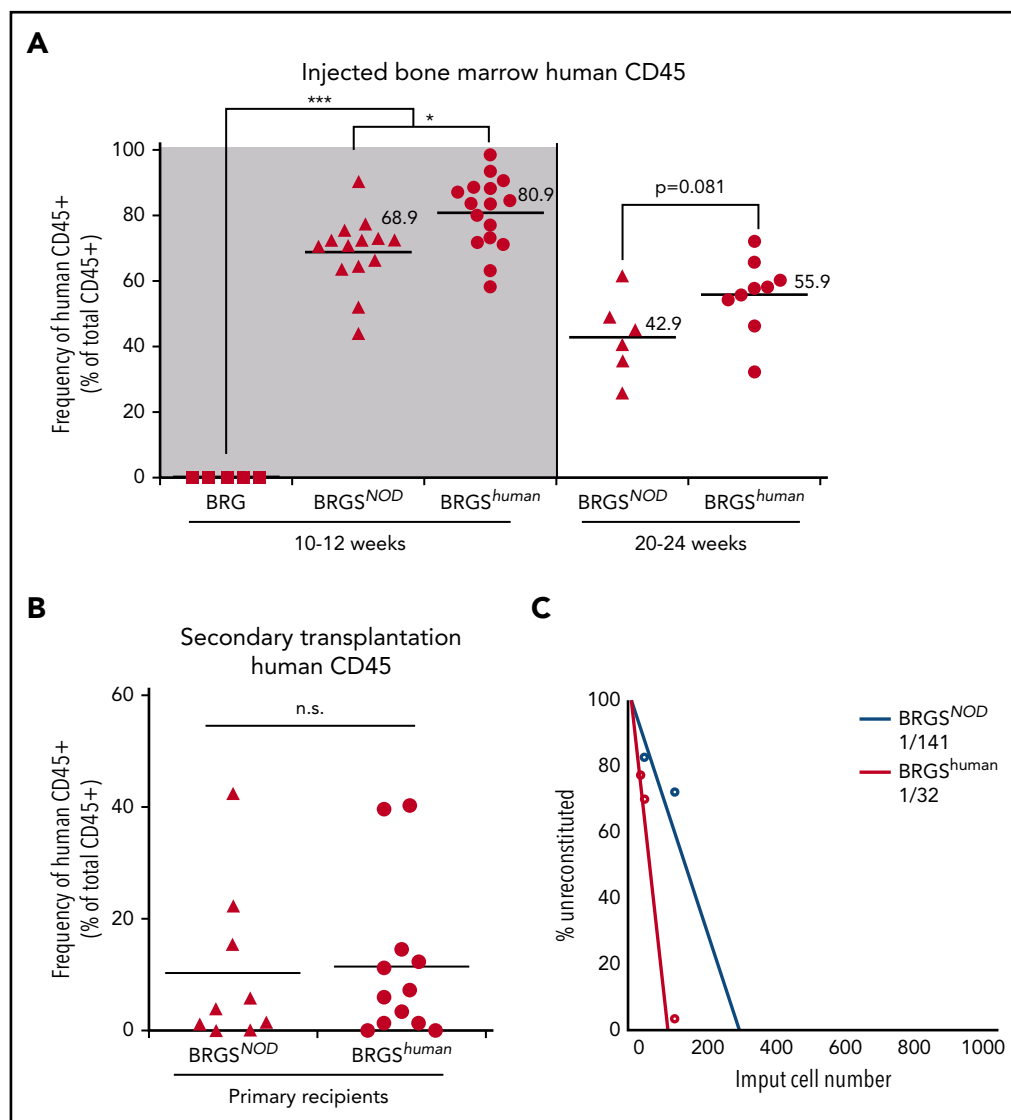 A
Injected bone marrow human CD45
***
*
p=0.081
Frequency of human CD45+
(% of total CD45+)
100
80
60
40
20
0
68.9
80.9
42.9
55.9
BRG
BRGS^NOD
BRGS^human
BRGS^NOD
BRGS^human
10-12 weeks
20-24 weeks
B
Secondary transplantation
human CD45
n.s.
Frequency of human CD45+
(% of total CD45+)
60
40
20
0
BRGS^NOD
BRGS^human
Primary recipients
C
% unreconstituted
100
80
60
40
20
0
BRGS^NOD
1/141
BRGS^human
1/32
0
200
400
600
800
1000
Imput cell number